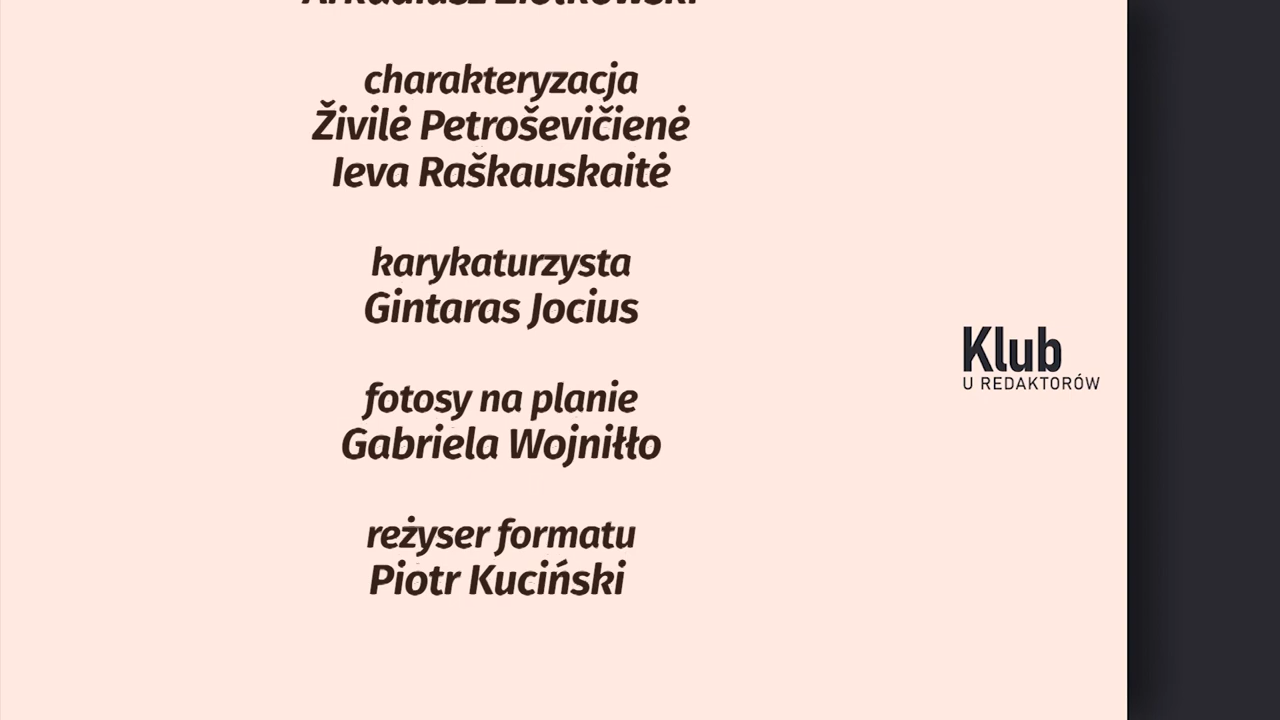 charakteryzacja
Živilė Petroševičienė
Ieva Raškauskaitė
karykaturzysta
Gintaras Jocius
fotosy na planie
Gabriela Wojniłło
reżyser formatu
Piotr Kuciński
Klub
U REDAKTORÓW